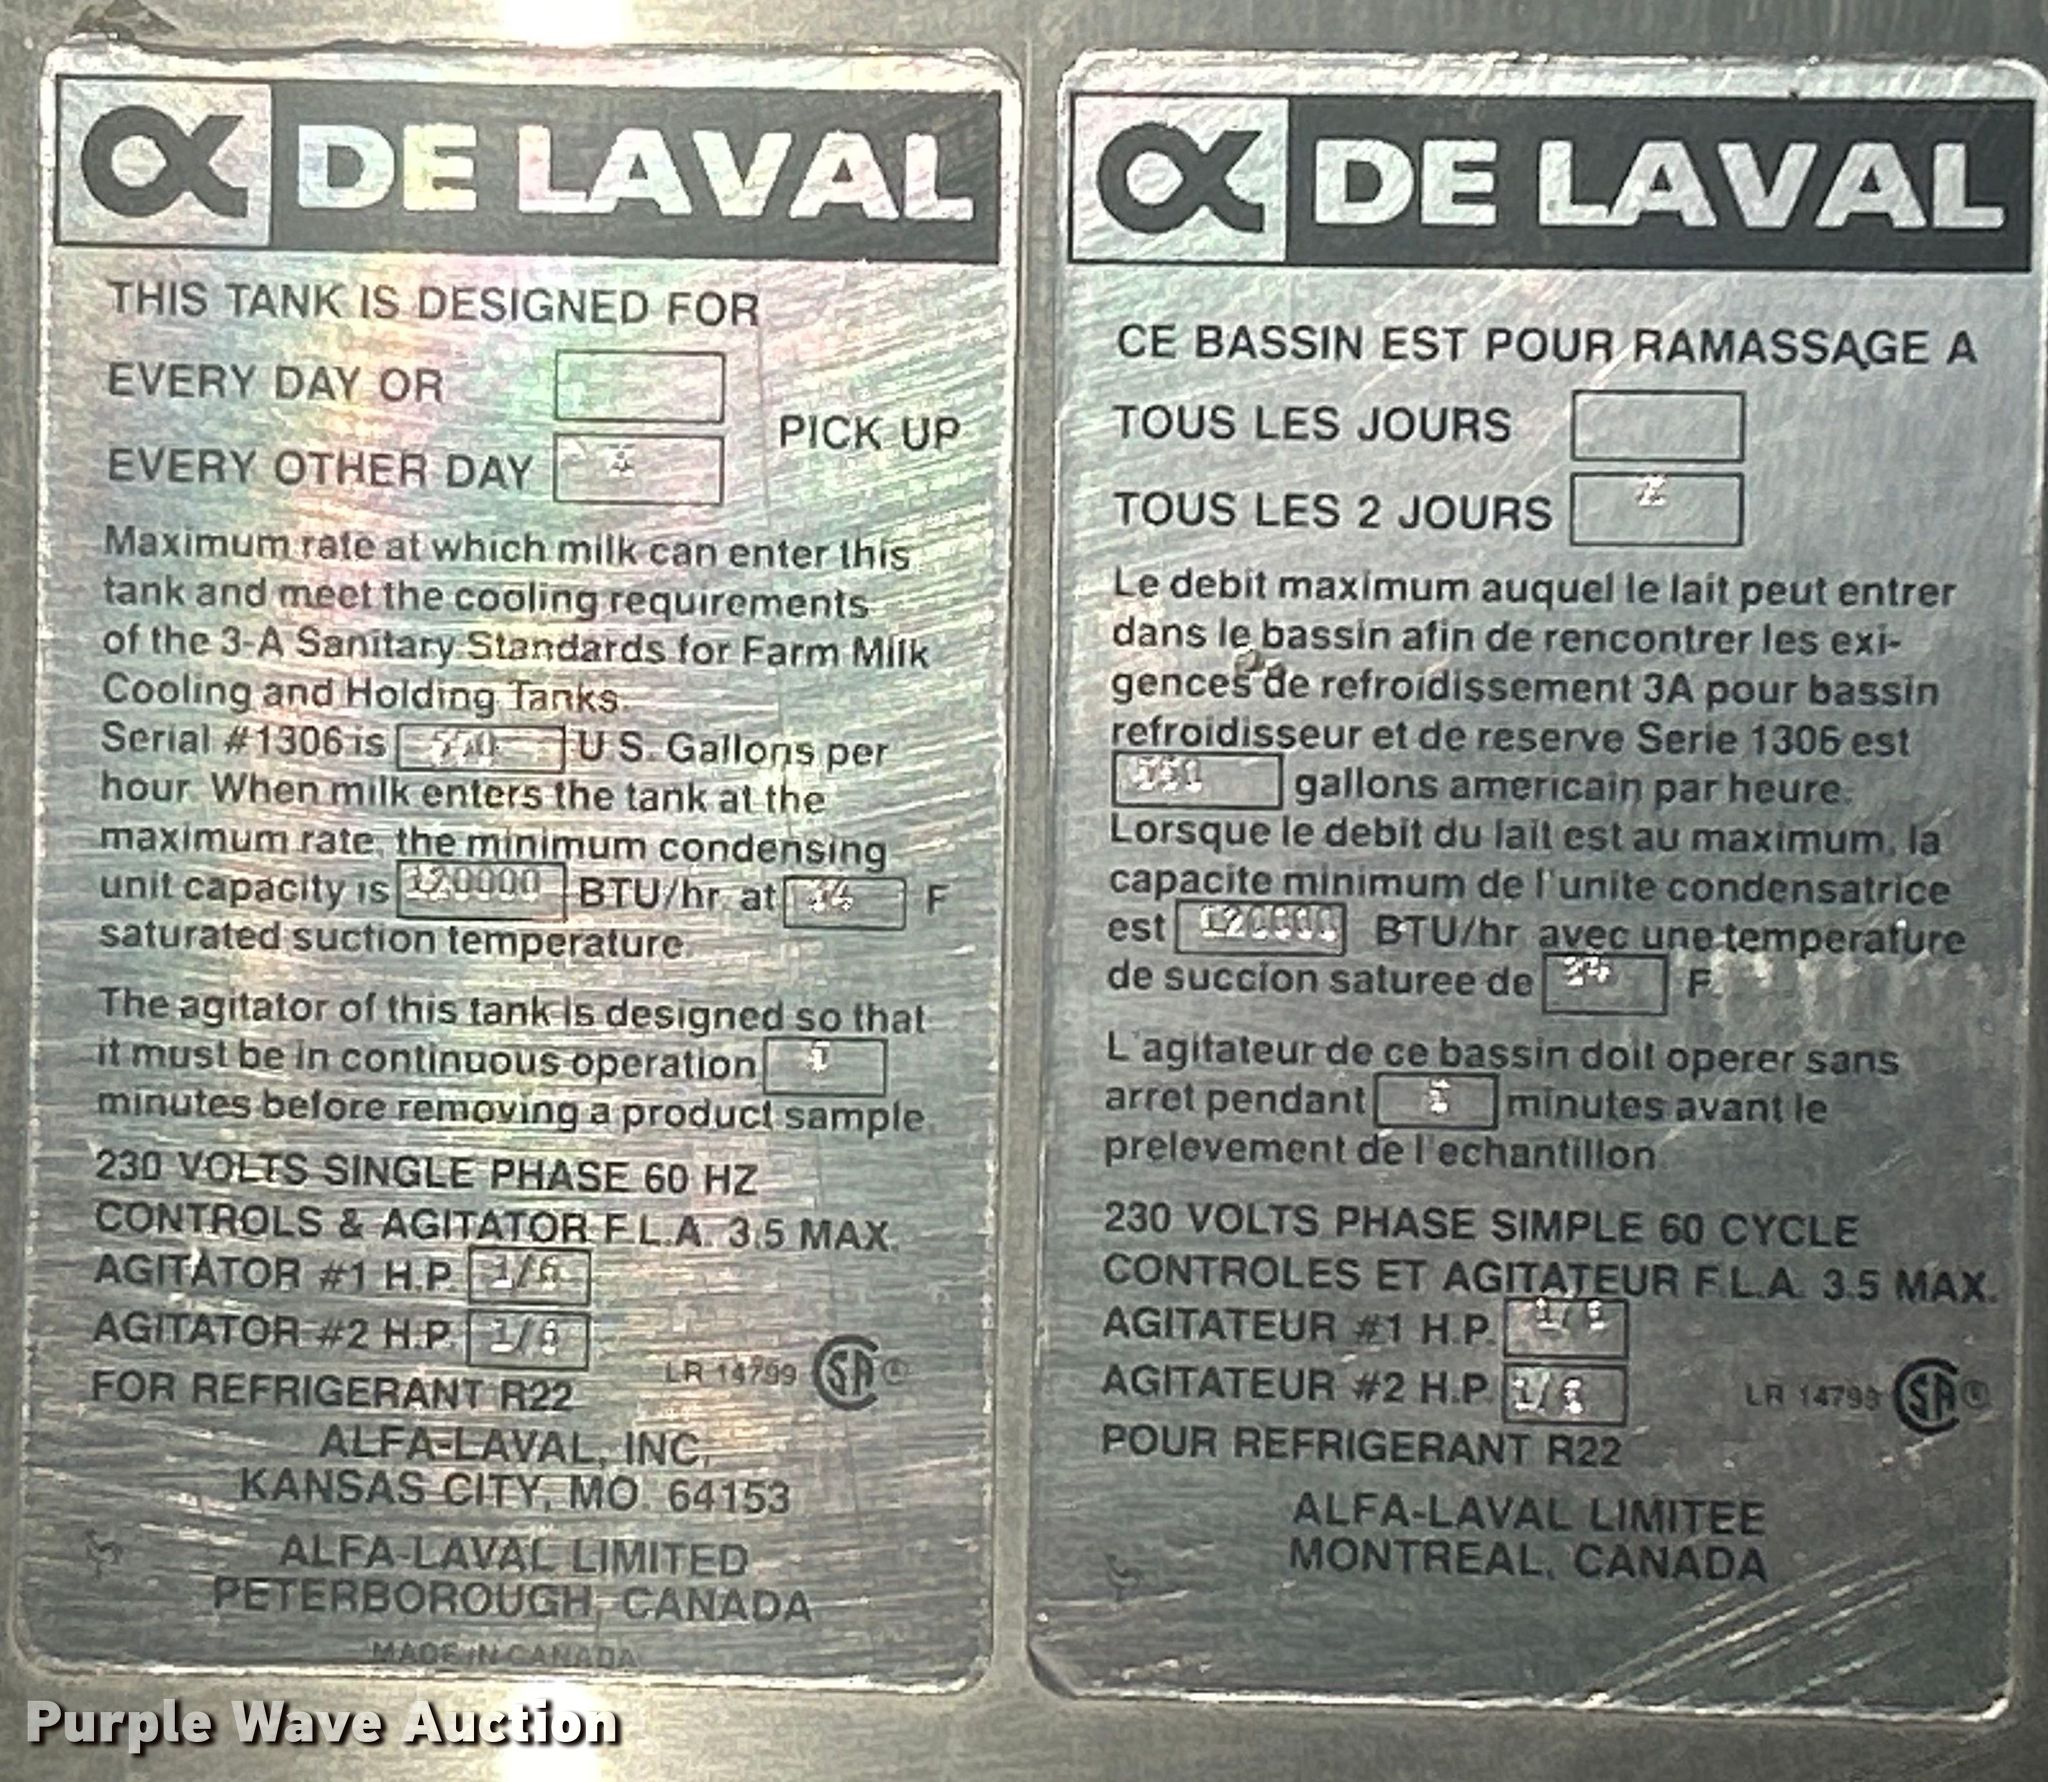 DE LAVAL
THIS TANK IS DESIGNED FOR
EVERY DAY OR
EVERY OTHER DAY
PICK UP
Maximum rate at which milk can enter this
tank and meet the cooling requirements
of the 3-A Sanitary Standards for Farm Milk
Cooling and Holding Tanks.
Serial #1306 is U.S. Gallons per
hour. When milk enters the tank at the
maximum rate, the minimum condensing
unit capacity is 120000 BTU/hr. at F
saturated suction temperature.
The agitator of this tank is designed so that
it must be in continuous operation
minutes before removing a product sample.
230 VOLTS SINGLE PHASE 60 HZ
CONTROLS & AGITATOR F.L.A. 3.5 MAX.
AGITATOR #1 H.P. 1/6
AGITATOR #2 H.P. 1/6
LR 14799 SA ®
FOR REFRIGERANT R22
ALFA-LAVAL, INC.
KANSAS CITY, MO. 64153
ALFA-LAVAL LIMITED
PETERBOROUGH, CANADA
MADE IN CANADA
DE LAVAL
CE BASSIN EST POUR RAMASSAGE A
TOUS LES JOURS
TOUS LES 2 JOURS
Le debit maximum auquel le lait peut entrer
dans le bassin afin de rencontrer les exi-
gences de refroidissement 3A pour bassin
refroidisseur et de reserve Serie 1306 est
gallons americain par heure.
Lorsque le debit du lait est au maximum, la
capacite minimum de l'unite condensatrice
est 120000 BTU/hr avec une temperature
de succion saturee de F.
L'agitateur de ce bassin doit operer sans
arret pendant minutes avant le
prelevement de l'echantillon.
230 VOLTS PHASE SIMPLE 60 CYCLE
CONTROLES ET AGITATEUR F.L.A. 3.5 MAX.
AGITATEUR #1 H.P.
AGITATEUR #2 H.P.
LR 14799 SA ®
POUR REFRIGERANT R22
ALFA-LAVAL LIMITEE
MONTREAL, CANADA
Purple Wave Auction